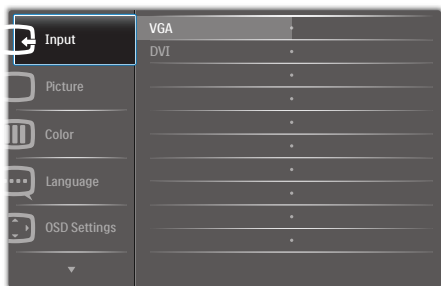 Input
VGA
DVI
Picture
Color
Language
OSD Settings